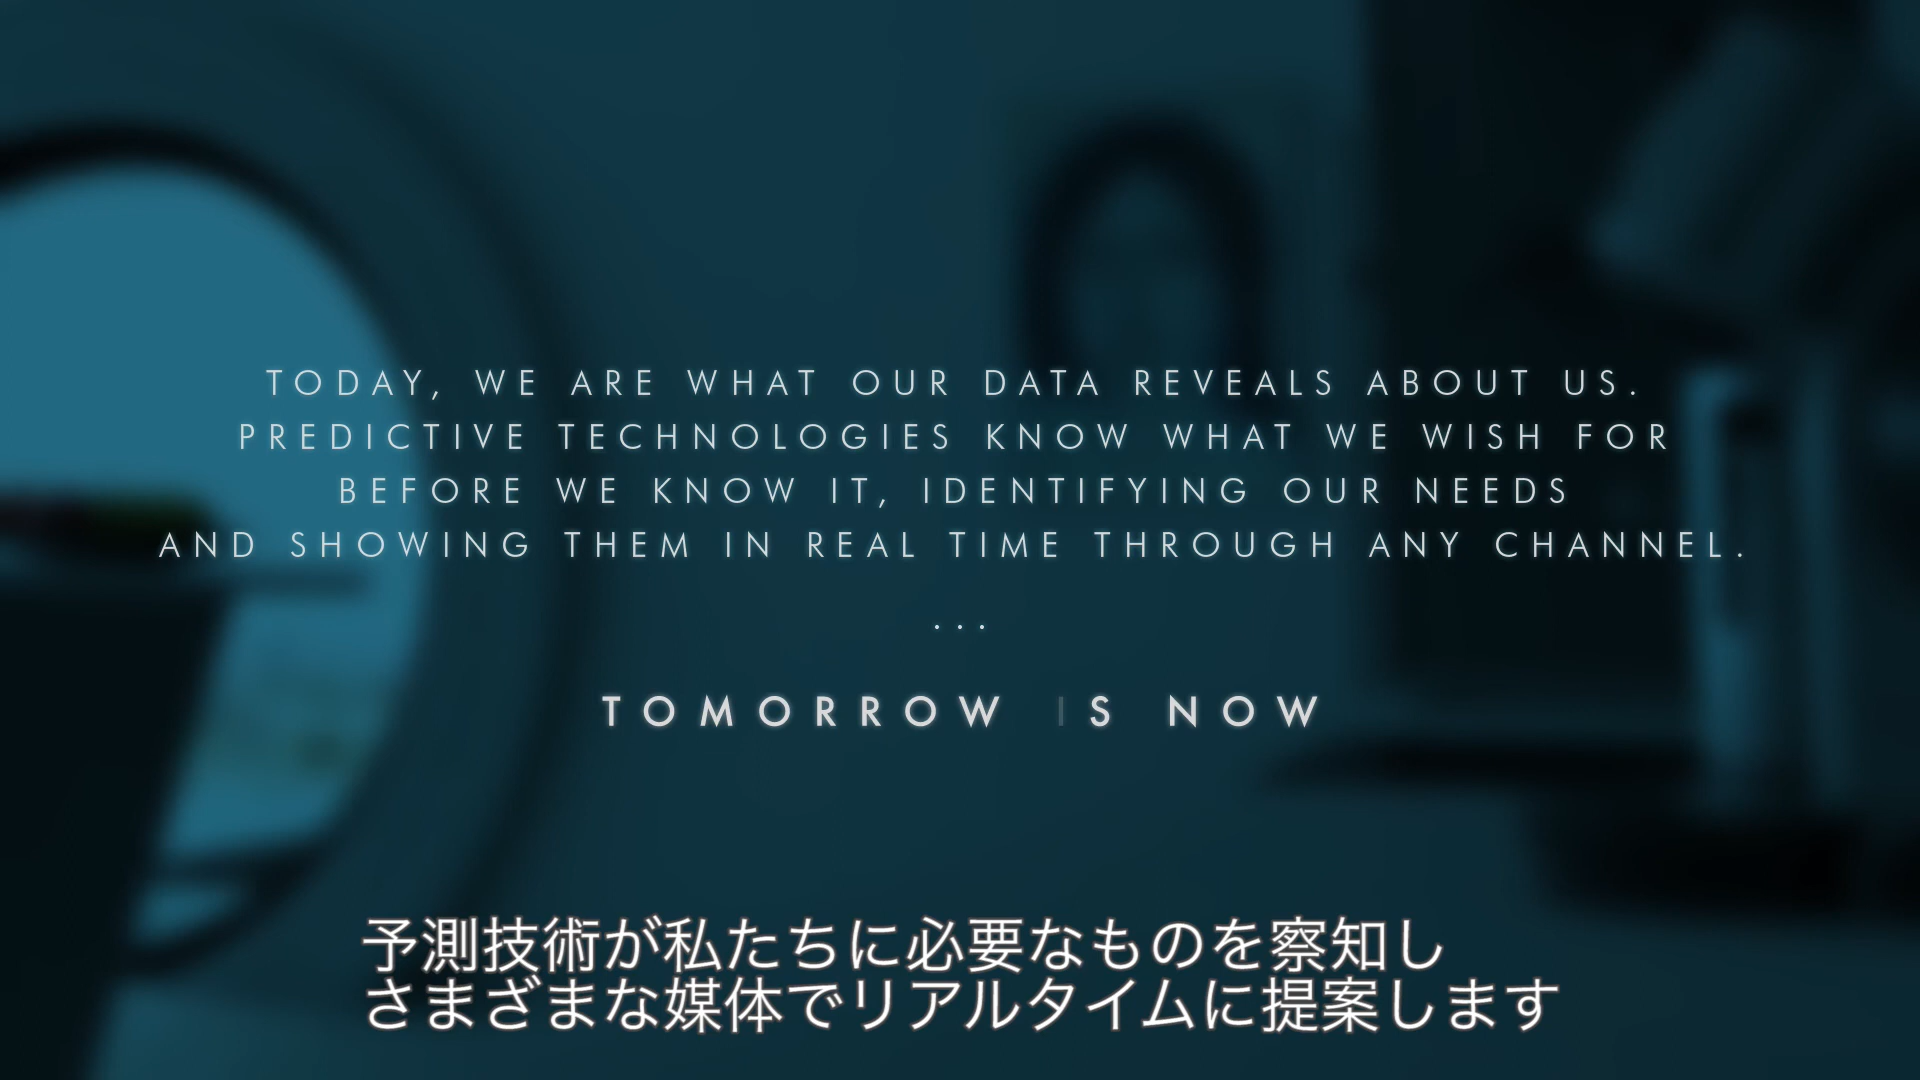 TODAY, WE ARE WHAT OUR DATA REVEALS ABOUT US.
PREDICTIVE TECHNOLOGIES KNOW WHAT WE WISH FOR
BEFORE WE KNOW IT, IDENTIFYING OUR NEEDS
AND SHOWING THEM IN REAL TIME THROUGH ANY CHANNEL.
...
TOMORROW IS NOW
予測技術が私たちに必要なものを察知し
さまざまな媒体でリアルタイムに提案します